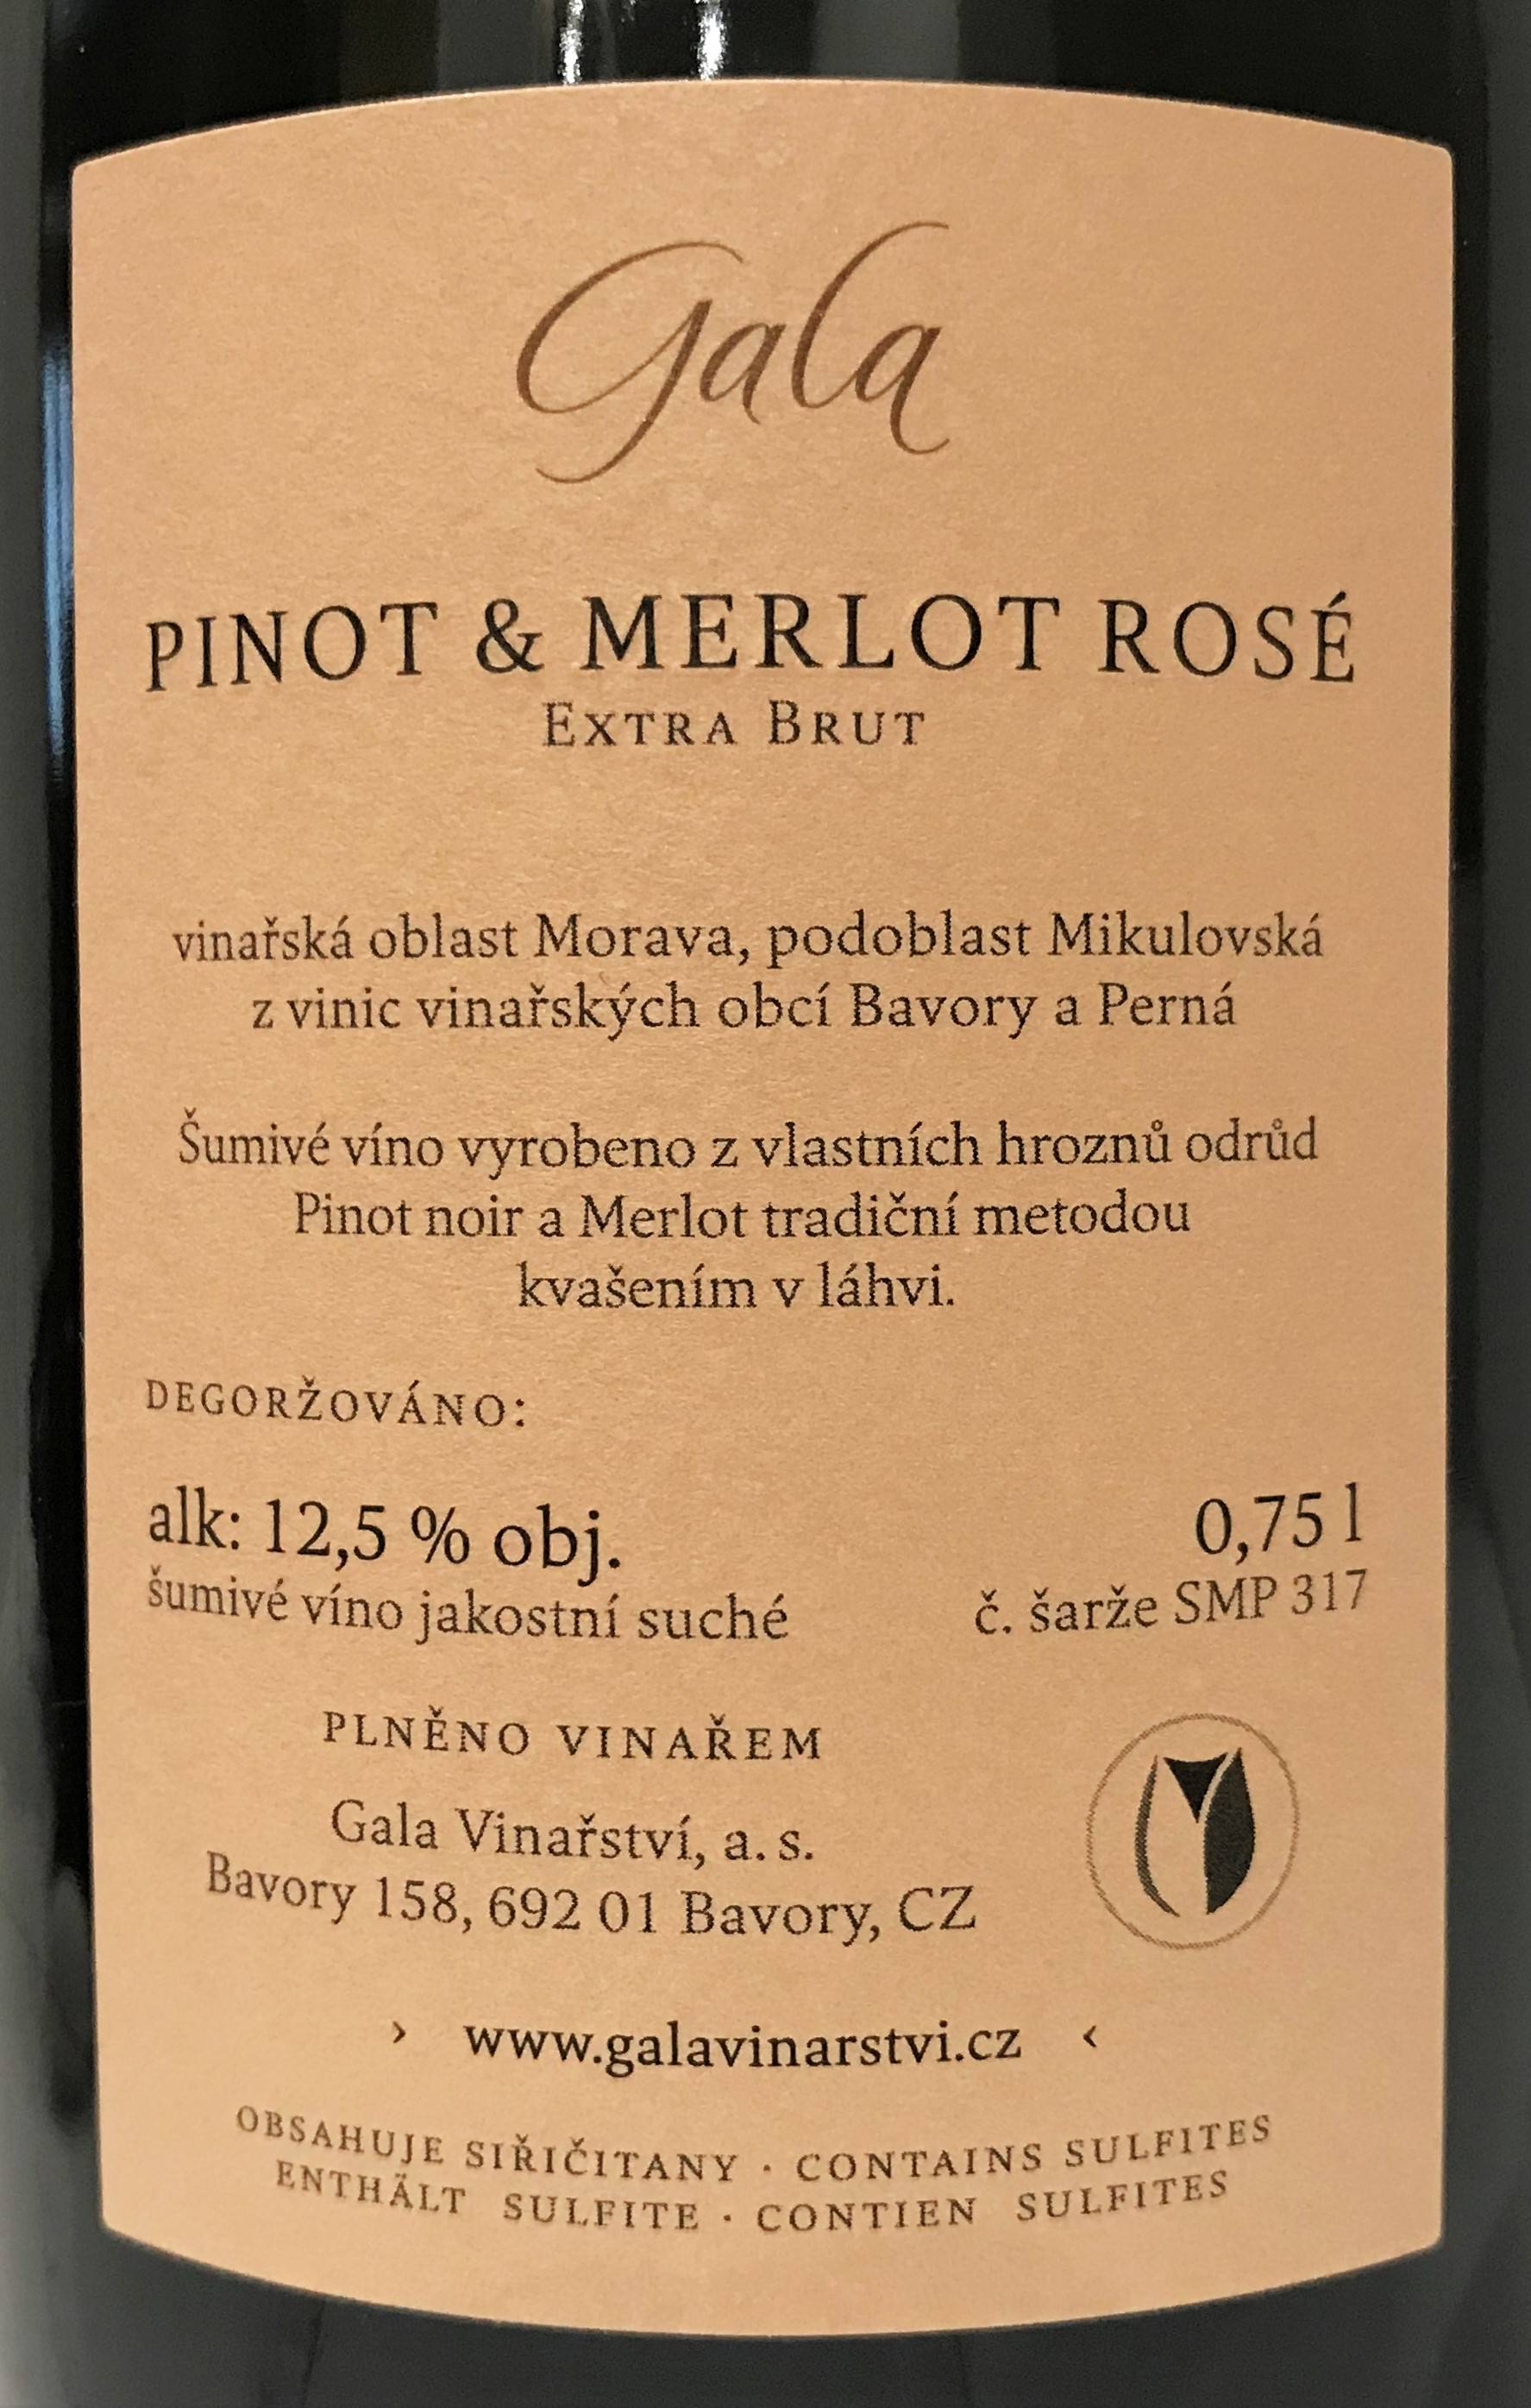 Gala
PINOT & MERLOT ROSÉ
EXTRA BRUT
vinařská oblast Morava, podoblast Mikulovská
z vinic vinařských obcí Bavory a Perná
Šumivé víno vyrobeno z vlastních hroznů odrůd
Pinot noir a Merlot tradiční metodou
kvašením v láhvi.
DEGORŽOVÁNO:
alk: 12,5 % obj.
0,75 l
šumivé víno jakostní suché
č. šarže SMP 317
PLNĚNO VINAŘEM
Gala Vinařství, a. s.
Bavory 158, 692 01 Bavory, CZ
› www.galavinarstvi.cz ‹
OBSAHUJE SIŘIČITANY · CONTAINS SULFITES
ENTHÄLT SULFITE · CONTIEN SULFITES